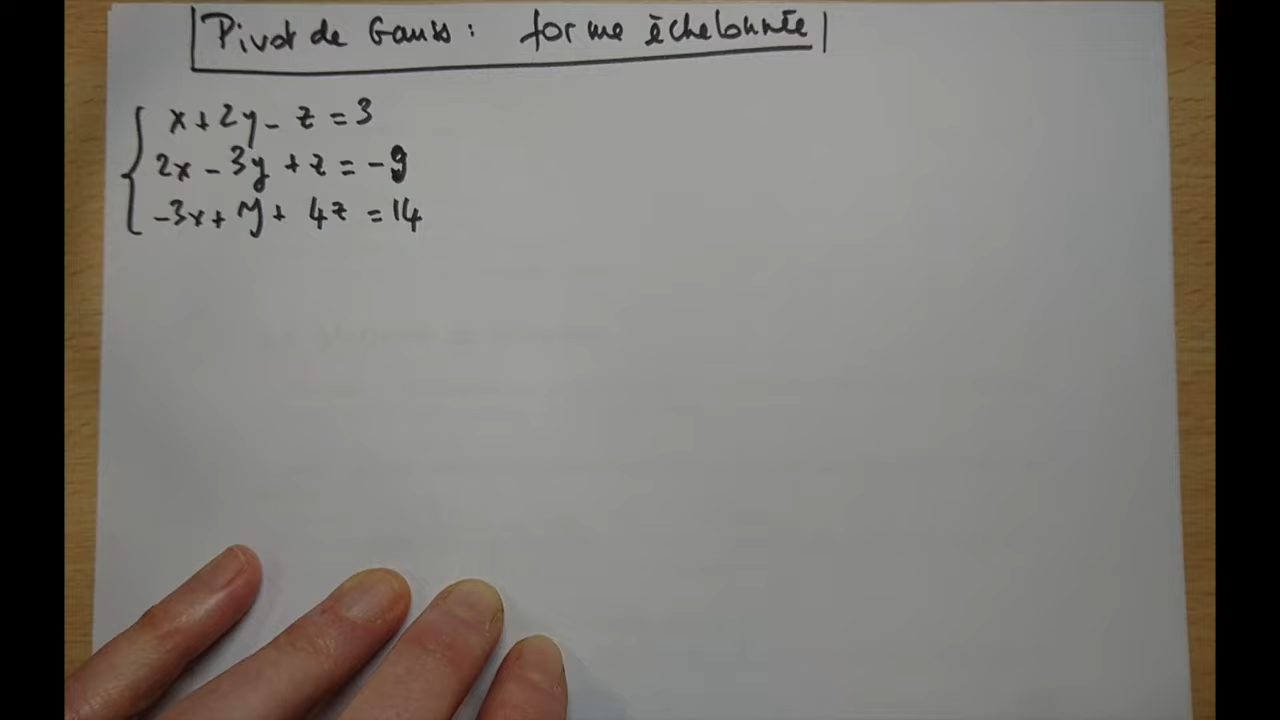 Pivot de Gauss : forme échelonnée
x + 2y - z = 3
2x - 3y + z = -9
-3x + y + 4z = 14